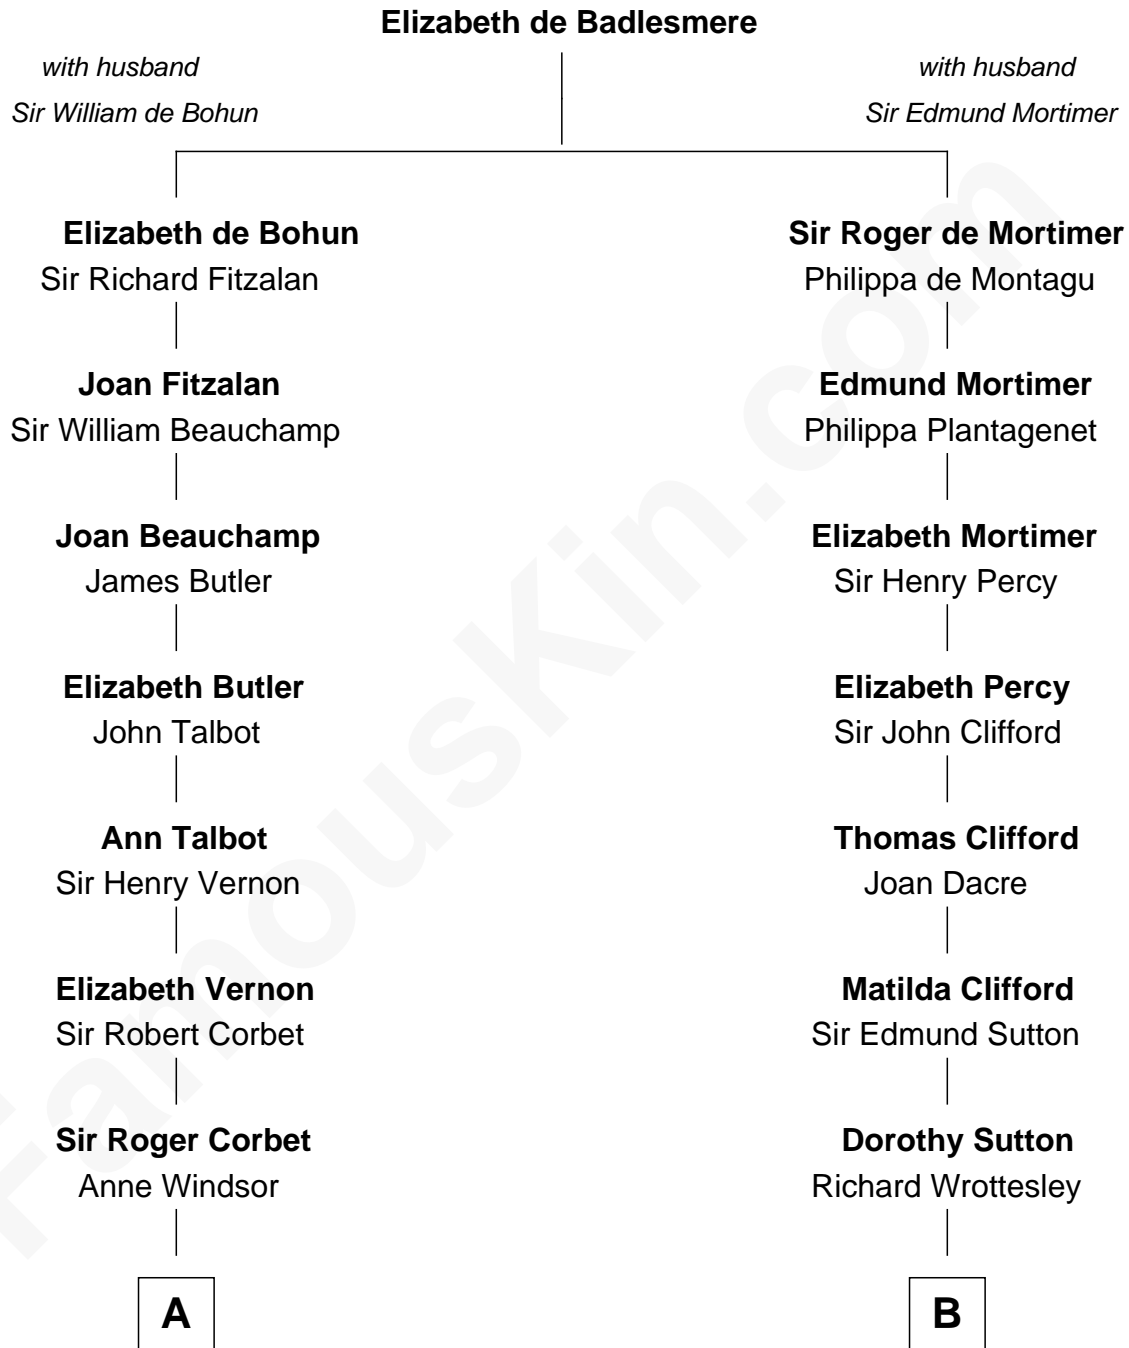 Elizabeth de Badlesmere
with husband
Sir William de Bohun
with husband
Sir Edmund Mortimer
Elizabeth de Bohun
Sir Richard Fitzalan
Sir Roger de Mortimer
Philippa de Montagu
Joan Fitzalan
Sir William Beauchamp
Edmund Mortimer
Philippa Plantagenet
Joan Beauchamp
James Butler
Elizabeth Mortimer
Sir Henry Percy
Elizabeth Butler
John Talbot
Elizabeth Percy
Sir John Clifford
Ann Talbot
Sir Henry Vernon
Thomas Clifford
Joan Dacre
Elizabeth Vernon
Sir Robert Corbet
Matilda Clifford
Sir Edmund Sutton
Sir Roger Corbet
Anne Windsor
Dorothy Sutton
Richard Wrottesley
A
B
FamousKin.com